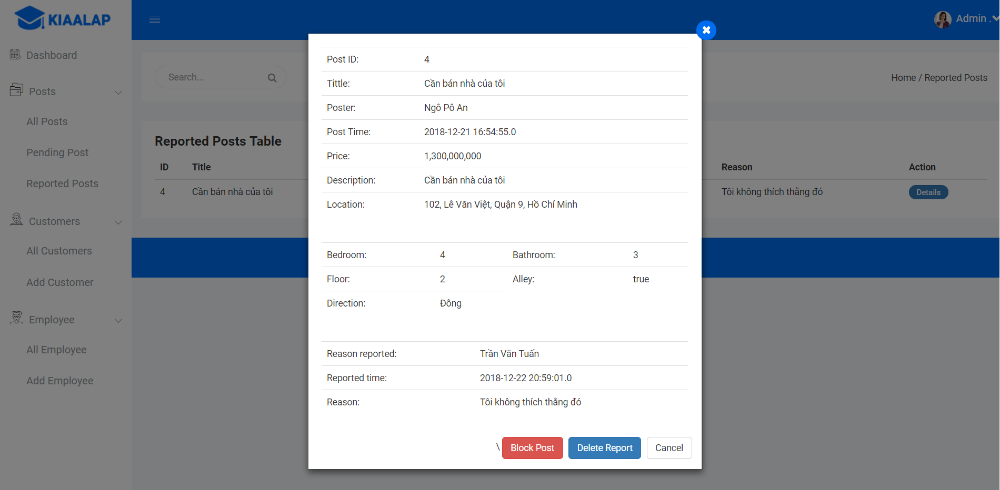 KIAALAP
Admin .
Dashboard
Posts
All Posts
Pending Post
Reported Posts
Customers
All Customers
Add Customer
Employee
All Employee
Add Employee
Search...
Home / Reported Posts
Reported Posts Table
ID Title Reason Action
4 Cần bán nhà của tôi Tôi không thích thằng đó Details
Post ID: 4
Tittle: Cần bán nhà của tôi
Poster: Ngô Pô An
Post Time: 2018-12-21 16:54:55.0
Price: 1,300,000,000
Description: Cần bán nhà của tôi
Location: 102, Lê Văn Việt, Quận 9, Hồ Chí Minh
Bedroom: 4 Bathroom: 3
Floor: 2 Alley: true
Direction: Đông
Reason reported: Trần Văn Tuấn
Reported time: 2018-12-22 20:59:01.0
Reason: Tôi không thích thằng đó
\ Block Post Delete Report Cancel